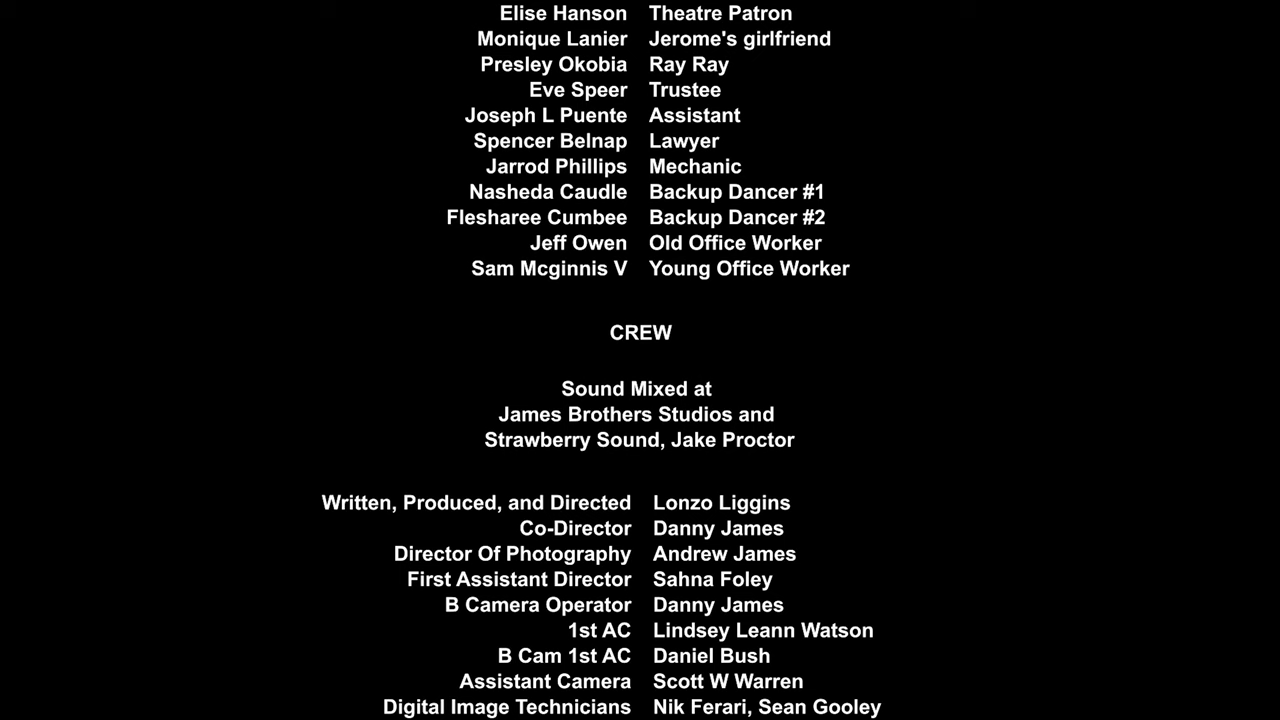 Elise Hanson Theatre Patron
Monique Lanier Jerome's girlfriend
Presley Okobia Ray Ray
Eve Speer Trustee
Joseph L Puente Assistant
Spencer Belnap Lawyer
Jarrod Phillips Mechanic
Nasheda Caudle Backup Dancer #1
Flesharee Cumbee Backup Dancer #2
Jeff Owen Old Office Worker
Sam Mcginnis V Young Office Worker
CREW
Sound Mixed at
James Brothers Studios and
Strawberry Sound, Jake Proctor
Written, Produced, and Directed Lonzo Liggins
Co-Director Danny James
Director Of Photography Andrew James
First Assistant Director Sahna Foley
B Camera Operator Danny James
1st AC Lindsey Leann Watson
B Cam 1st AC Daniel Bush
Assistant Camera Scott W Warren
Digital Image Technicians Nik Ferari, Sean Gooley